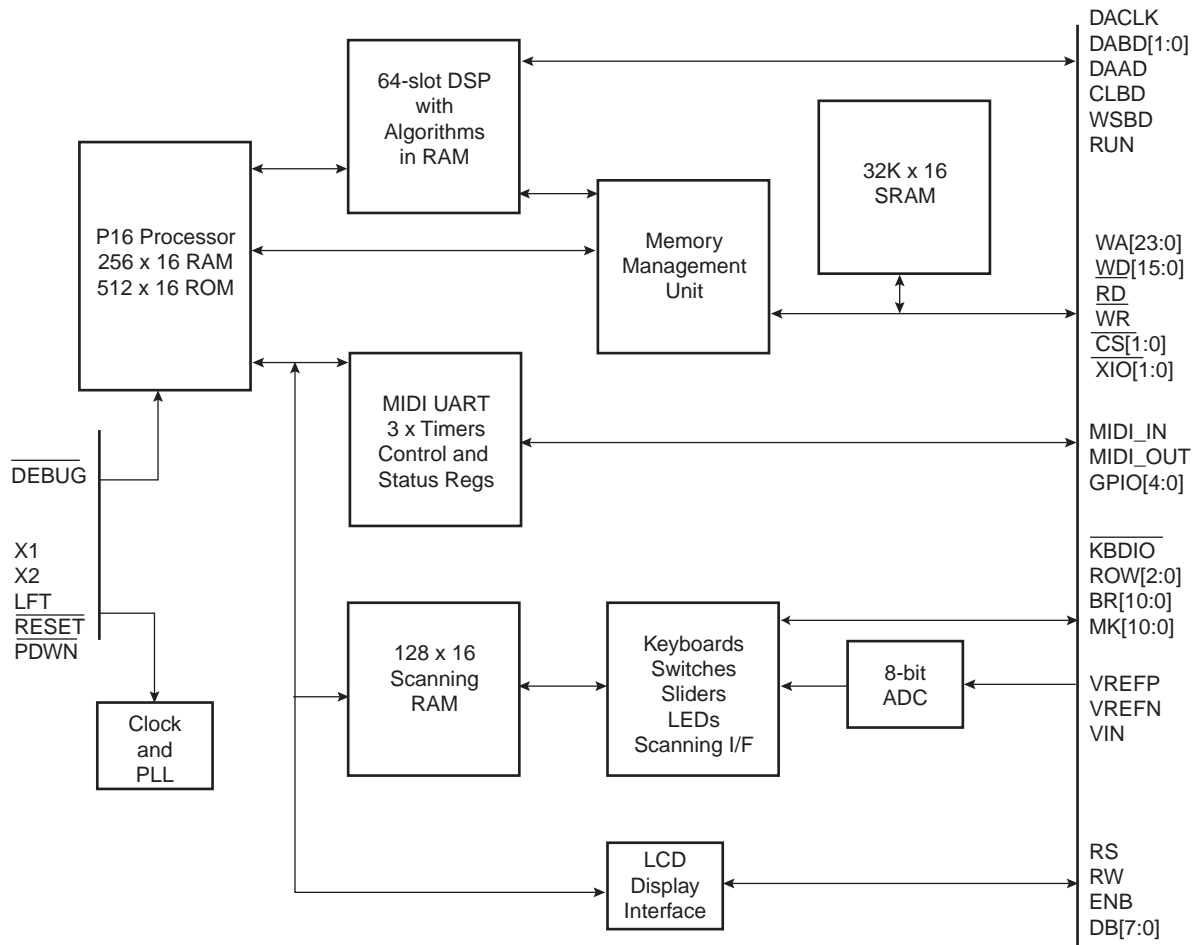 DACLK
DABD[1:0]
DAAD
CLBD
WSBD
RUN
64-slot DSP
with
Algorithms
in RAM
32K x 16
SRAM
P16 Processor
256 x 16 RAM
512 x 16 ROM
Memory
Management
Unit
WA[23:0]
WD[15:0]
RD
WR
CS[1:0]
XIO[1:0]
MIDI UART
3 x Timers
Control and
Status Regs
MIDI_IN
MIDI_OUT
GPIO[4:0]
DEBUG
X1
X2
LFT
RESET
PDWN
KBDIO
ROW[2:0]
BR[10:0]
MK[10:0]
128 x 16
Scanning
RAM
Keyboards
Switches
Sliders
LEDs
Scanning I/F
8-bit
ADC
VREFP
VREFN
VIN
Clock
and
PLL
LCD
Display
Interface
RS
RW
ENB
DB[7:0]